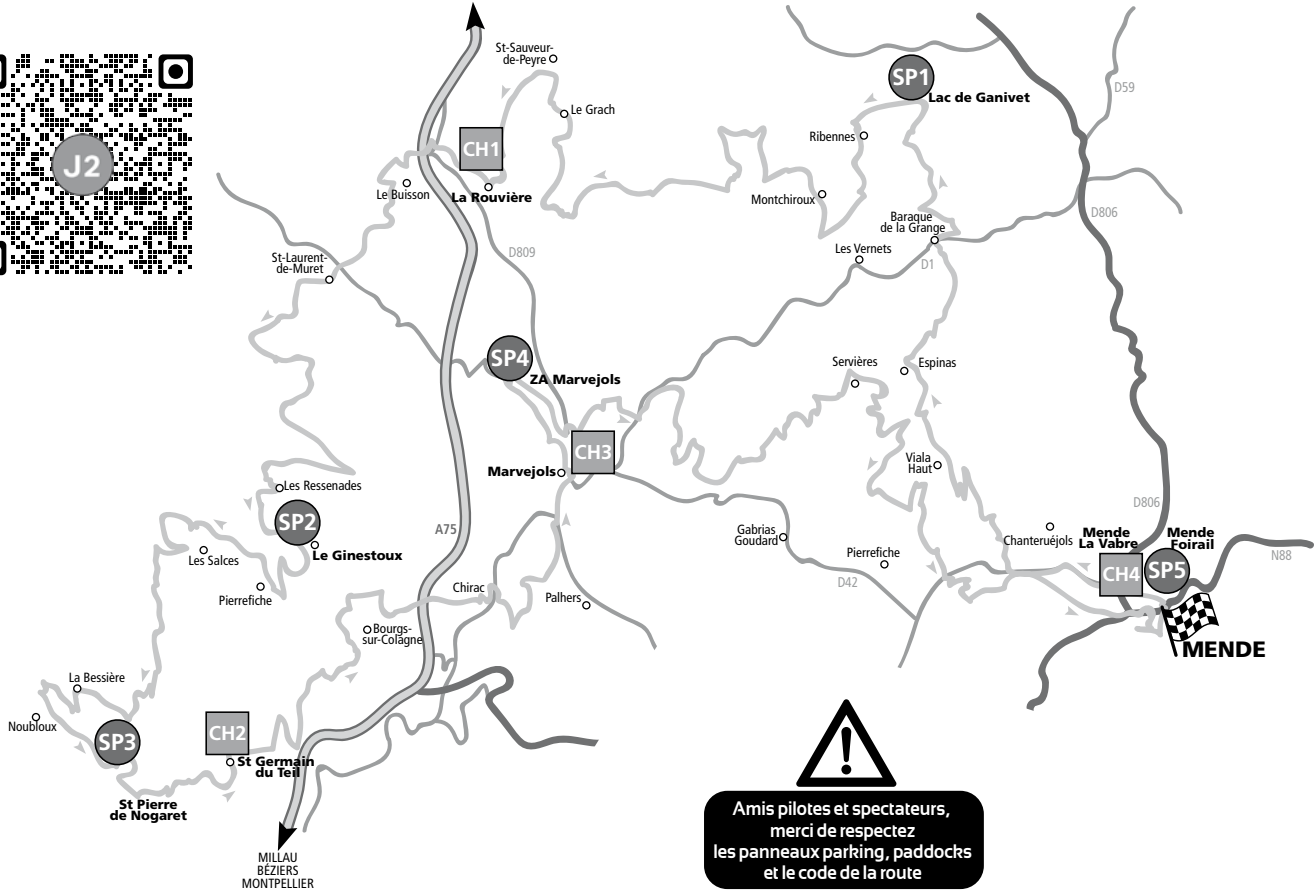 J2
St-Sauveur-
de-Peyre
Le Grach
CH1
Le Buisson
La Rouvière
St-Laurent-
de-Muret
D809
SP1
Lac de Ganivet
Ribennes
Montchiroux
Baraque
de la Grange
Les Vernets
D1
D59
D806
SP4
ZA Marvejols
Servières
Espinas
CH3
Marvejols
Viala
Haut
Les Ressenades
SP2
Le Ginestoux
Les Salces
Pierrefiche
A75
Gabrias
Goudard
Pierrefiche
D42
Chanteruéjols
D806
Mende
La Vabre
Mende
Foirail
CH4
SP5
N88
MENDE
Chirac
Palhers
Bourgs-
sur-Colagne
La Bessière
Noubloux
SP3
CH2
St Germain
du Teil
St Pierre
de Nogaret
MILLAU
BÉZIERS
MONTPELLIER
!
Amis pilotes et spectateurs,
merci de respectez
les panneaux parking, paddocks
et le code de la route